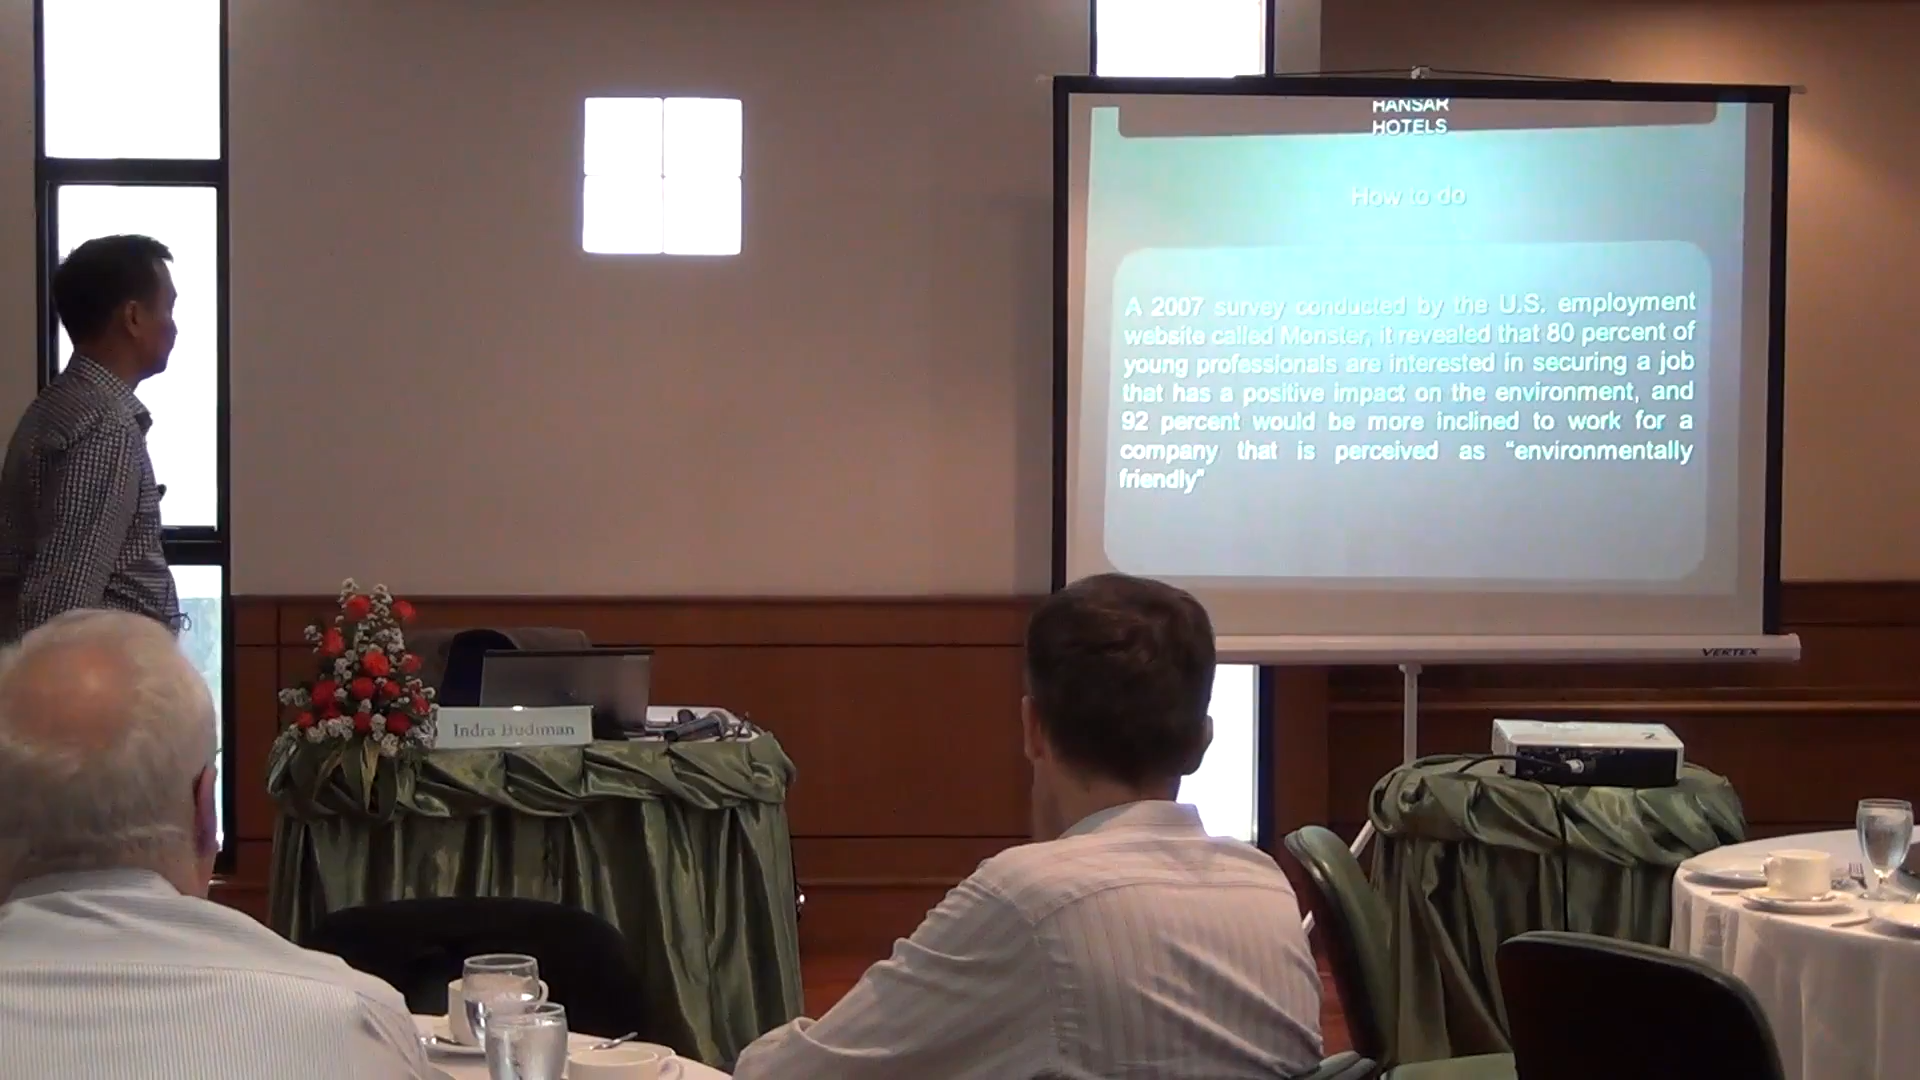 HANSAR
HOTELS
How to do
A 2007 survey conducted by the U.S. employment
website called Monster, it revealed that 80 percent of
young professionals are interested in securing a job
that has a positive impact on the environment, and
92 percent would be more inclined to work for a
company that is perceived as “environmentally
friendly”
VERTEX
Indra Budiman